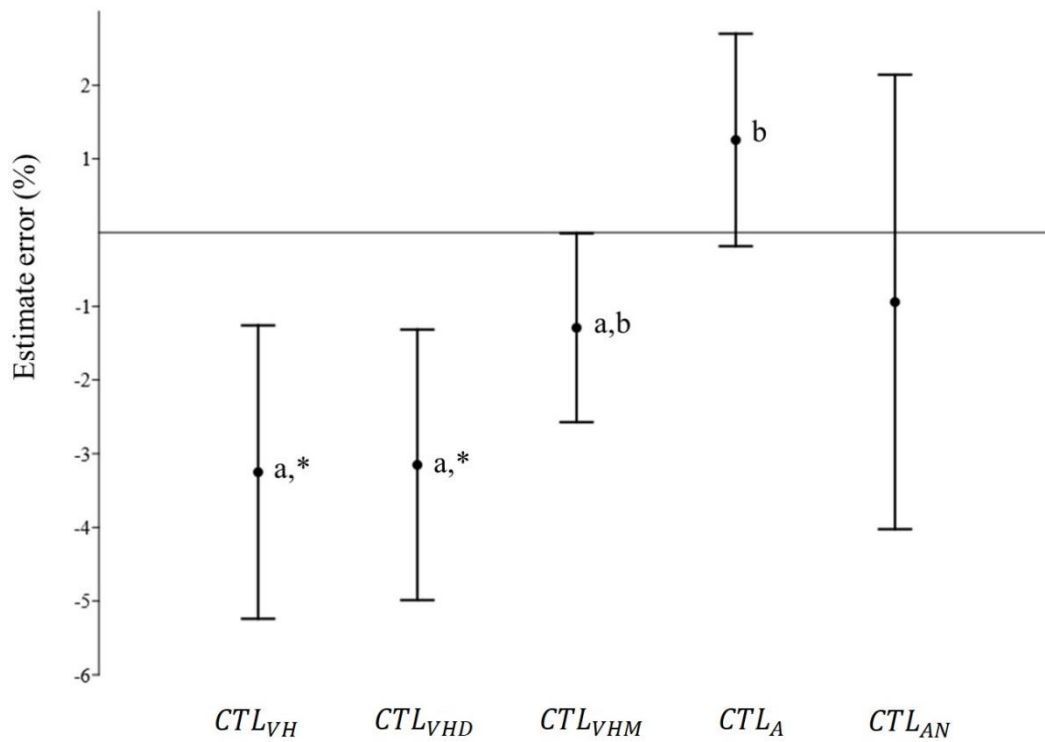 Estimate error (%)
2
1
-1
-2
-3
-4
-5
-6
a,*
a,*
a,b
b
CTL_VH CTL_VHD CTL_VHM CTL_A CTL_AN